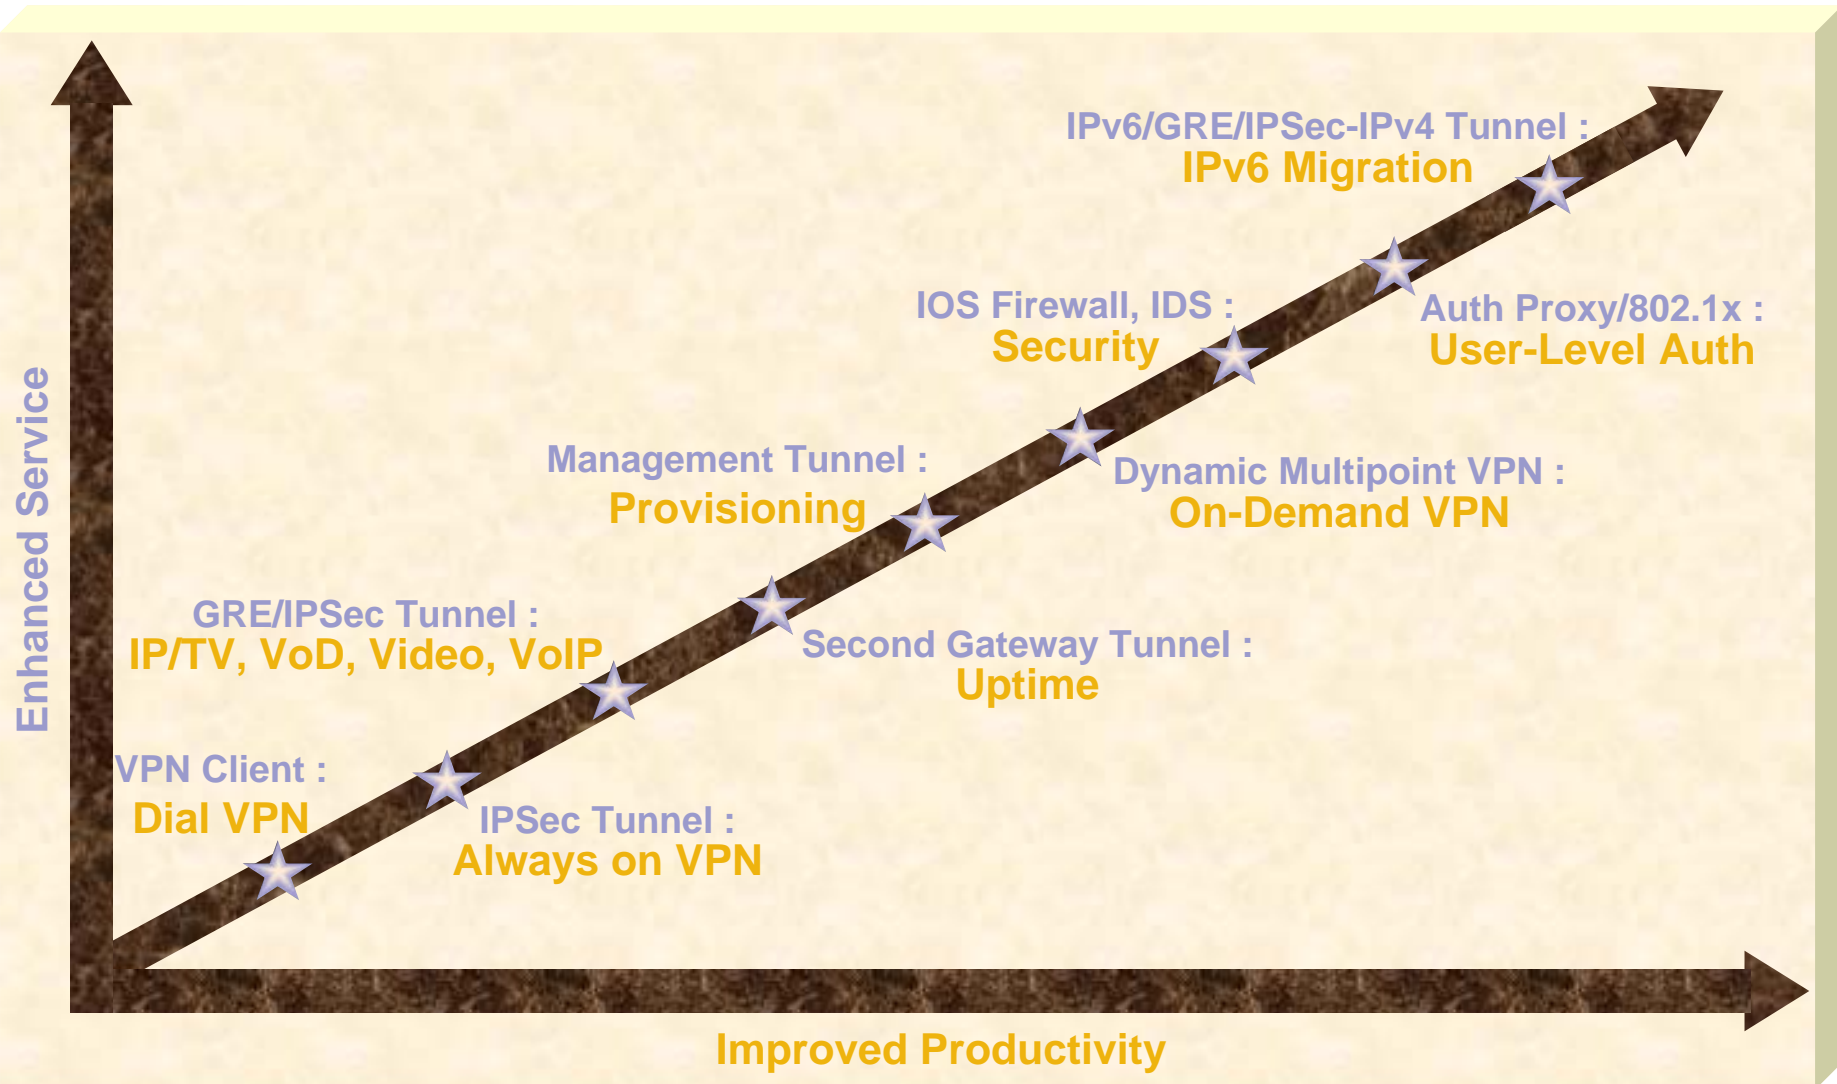 IPv6/GRE/IPSec-IPv4 Tunnel :
IPv6 Migration
IOS Firewall, IDS :
Security
Auth Proxy/802.1x :
User-Level Auth
Management Tunnel :
Provisioning
Dynamic Multipoint VPN :
On-Demand VPN
GRE/IPSec Tunnel :
IP/TV, VoD, Video, VoIP
Second Gateway Tunnel :
Uptime
VPN Client :
Dial VPN
IPSec Tunnel :
Always on VPN
Enhanced Service
Improved Productivity